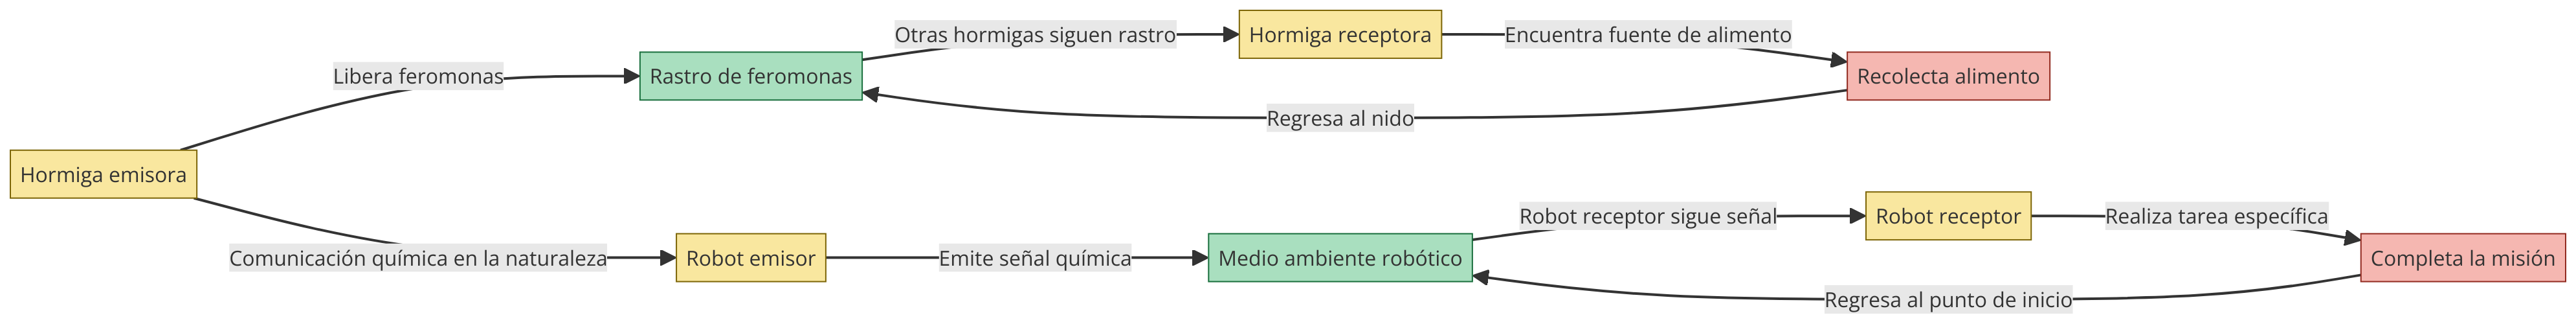 Otras hormigas siguen rastro
Hormiga receptora
Encuentra fuente de alimento
Libera feromonas
Rastro de feromonas
Recolecta alimento
Regresa al nido
Hormiga emisora
Robot receptor sigue señal
Robot receptor
Realiza tarea específica
Comunicación química en la naturaleza
Robot emisor
Emite señal química
Medio ambiente robótico
Completa la misión
Regresa al punto de inicio